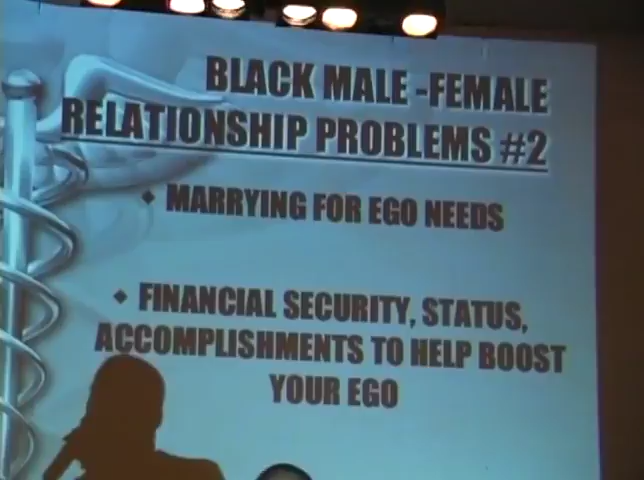 BLACK MALE -FEMALE
RELATIONSHIP PROBLEMS #2
◆ MARRYING FOR EGO NEEDS
◆ FINANCIAL SECURITY, STATUS,
ACCOMPLISHMENTS TO HELP BOOST
YOUR EGO